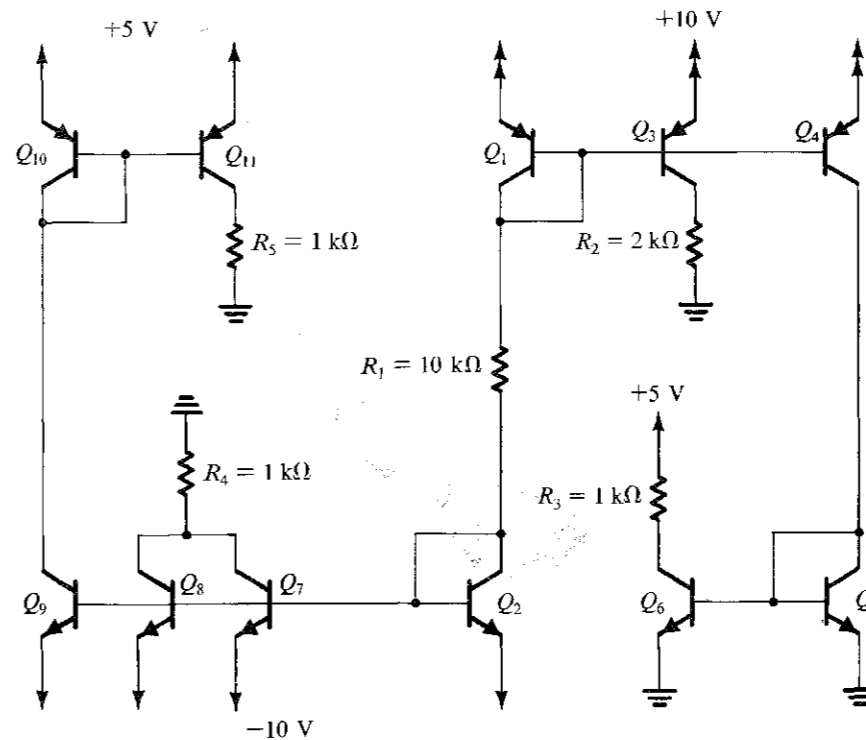 +5 V
+10 V
Q10
Q11
Q1
Q3
Q4
R5 = 1 kΩ
R2 = 2 kΩ
R1 = 10 kΩ
+5 V
R4 = 1 kΩ
R3 = 1 kΩ
Q9
Q8
Q7
Q2
Q6
Q
−10 V